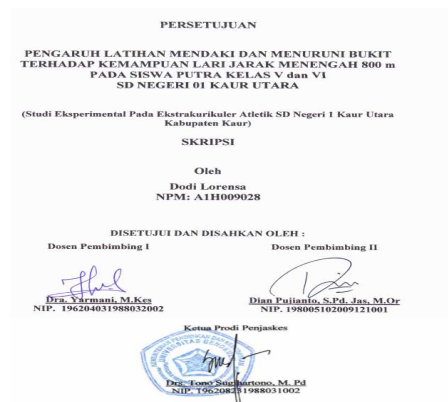 PERSETUJUAN
PENGARUH LATIHAN MENDAKI DAN MENURUNI BUKIT
TERHADAP KEMAMPUAN LARI JARAK MENENGAH 800 m
PADA SISWA PUTRA KELAS V dan VI
SD NEGERI 01 KAUR UTARA
(Studi Eksperimental Pada Ekstrakurikuler Atletik SD Negeri 1 Kaur Utara
Kabupaten Kaur)
SKRIPSI
Oleh
Dodi Lorensa
NPM: A1H009028
DISETUJUI DAN DISAHKAN OLEH :
Dosen Pembimbing I Dosen Pembimbing II
Dra. Yarmani, M.Kes Dian Pujianto, S.Pd. Jas, M.Or
NIP. 196204031988032002 NIP. 198005102009121001
Ketua Prodi Penjaskes
Drs. Tono Sugihartono, M. Pd
NIP. 196208231988031002